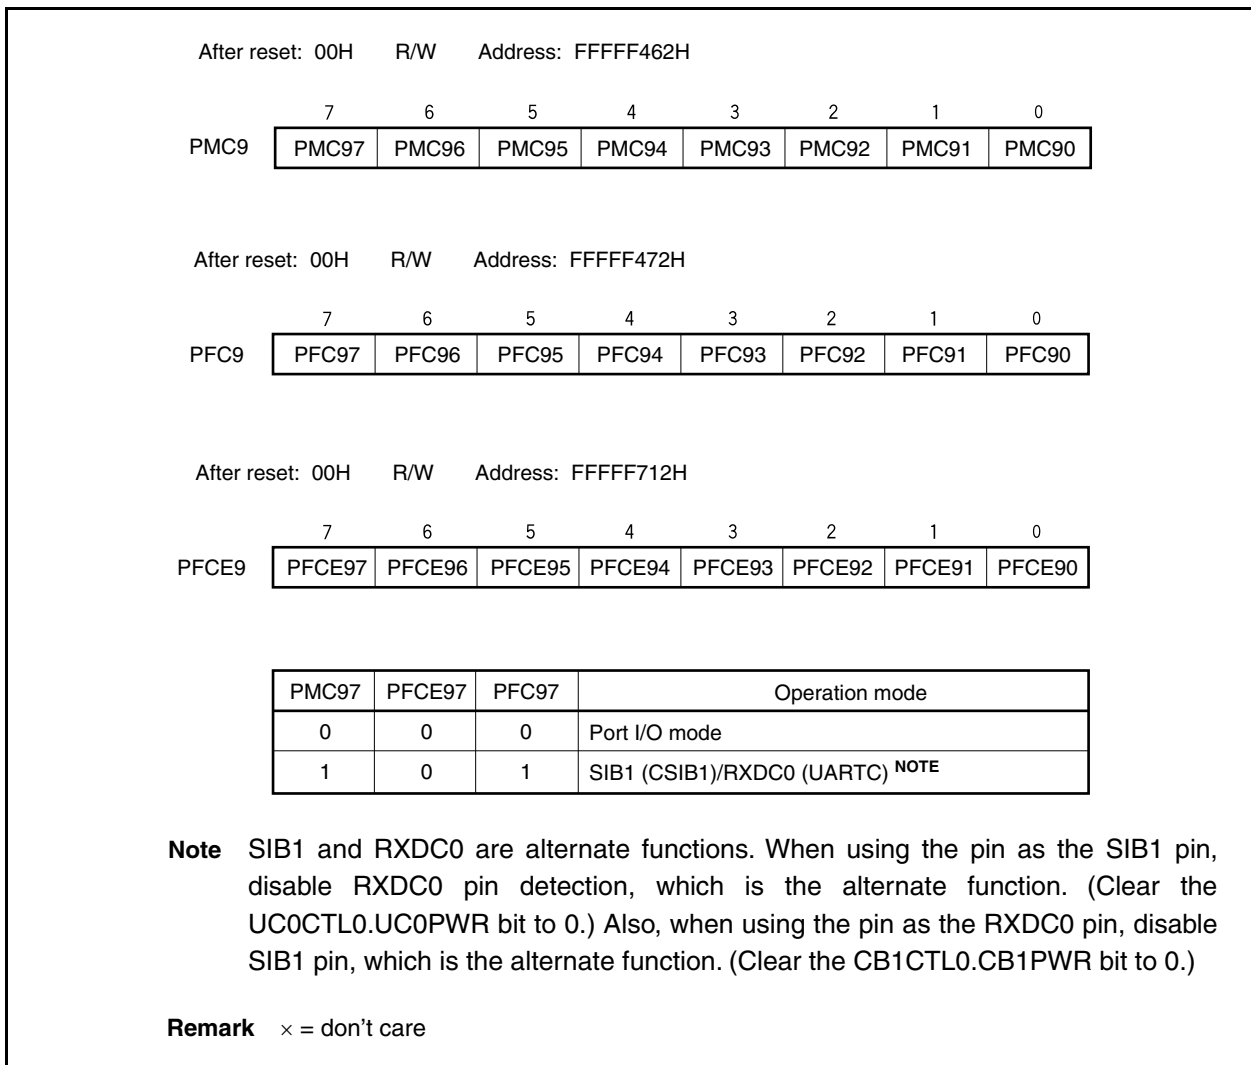 After reset: 00H R/W Address: FFFFF462H
7 6 5 4 3 2 1 0
PMC9 PMC97 PMC96 PMC95 PMC94 PMC93 PMC92 PMC91 PMC90
After reset: 00H R/W Address: FFFFF472H
7 6 5 4 3 2 1 0
PFC9 PFC97 PFC96 PFC95 PFC94 PFC93 PFC92 PFC91 PFC90
After reset: 00H R/W Address: FFFFF712H
7 6 5 4 3 2 1 0
PFCE9 PFCE97 PFCE96 PFCE95 PFCE94 PFCE93 PFCE92 PFCE91 PFCE90
PMC97 PFCE97 PFC97 Operation mode
0 0 0 Port I/O mode
1 0 1 SIB1 (CSIB1)/RXDC0 (UARTC) NOTE
Note SIB1 and RXDC0 are alternate functions. When using the pin as the SIB1 pin,
disable RXDC0 pin detection, which is the alternate function. (Clear the
UC0CTL0.UC0PWR bit to 0.) Also, when using the pin as the RXDC0 pin, disable
SIB1 pin, which is the alternate function. (Clear the CB1CTL0.CB1PWR bit to 0.)
Remark × = don't care